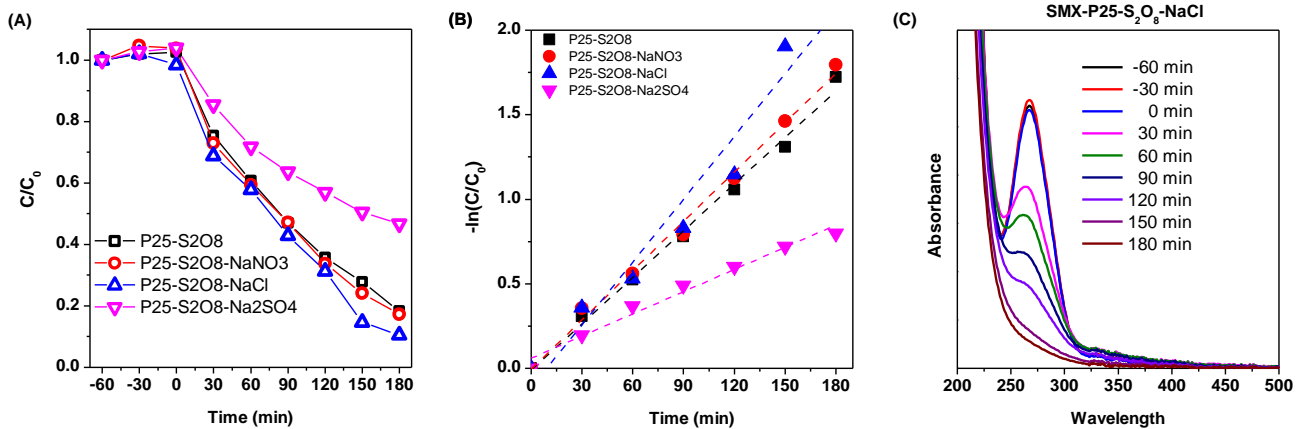 (A)
C/C₀
1.0
0.8
0.6
0.4
0.2
0.0
P25-S2O8
P25-S2O8-NaNO3
P25-S2O8-NaCl
P25-S2O8-Na2SO4
-60 -30 0 30 60 90 120 150 180
Time (min)
(B)
-ln(C/C₀)
2.0
1.5
1.0
0.5
0.0
P25-S2O8
P25-S2O8-NaNO3
P25-S2O8-NaCl
P25-S2O8-Na2SO4
0 30 60 90 120 150 180
Time (min)
(C)
SMX-P25-S₂O₈-NaCl
Absorbance
-60 min
-30 min
0 min
30 min
60 min
90 min
120 min
150 min
180 min
200 250 300 350 400 450 500
Wavelength